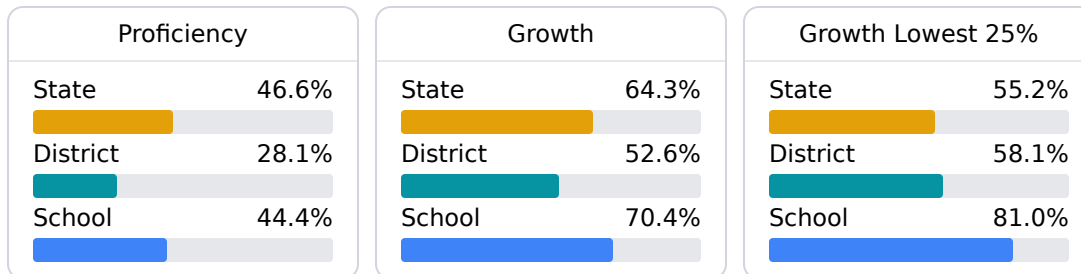 Proficiency
State 46.6%
District 28.1%
School 44.4%
Growth
State 64.3%
District 52.6%
School 70.4%
Growth Lowest 25%
State 55.2%
District 58.1%
School 81.0%